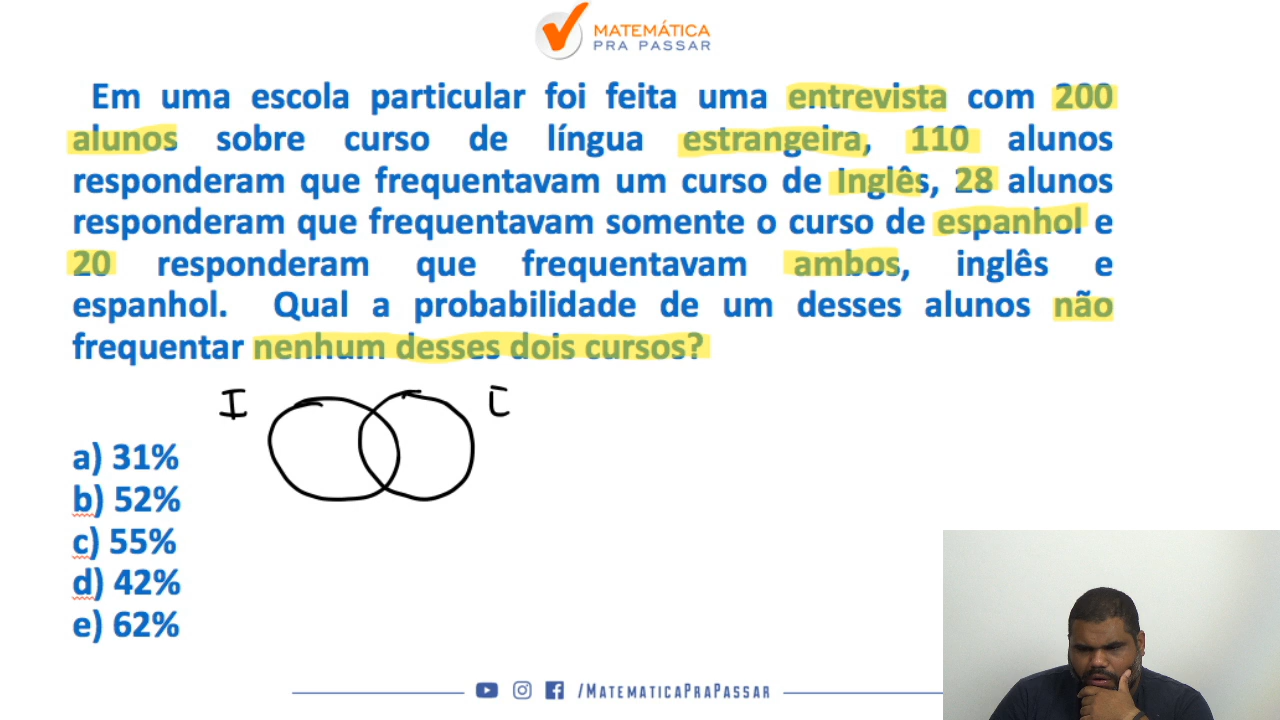 MATEMÁTICA
PRA PASSAR
Em uma escola particular foi feita uma entrevista com 200
alunos sobre curso de língua estrangeira, 110 alunos
responderam que frequentavam um curso de inglês, 28 alunos
responderam que frequentavam somente o curso de espanhol e
20 responderam que frequentavam ambos, inglês e
espanhol. Qual a probabilidade de um desses alunos não
frequentar nenhum desses dois cursos?
I E
a) 31%
b) 52%
c) 55%
d) 42%
e) 62%
/MatematicaPraPassar